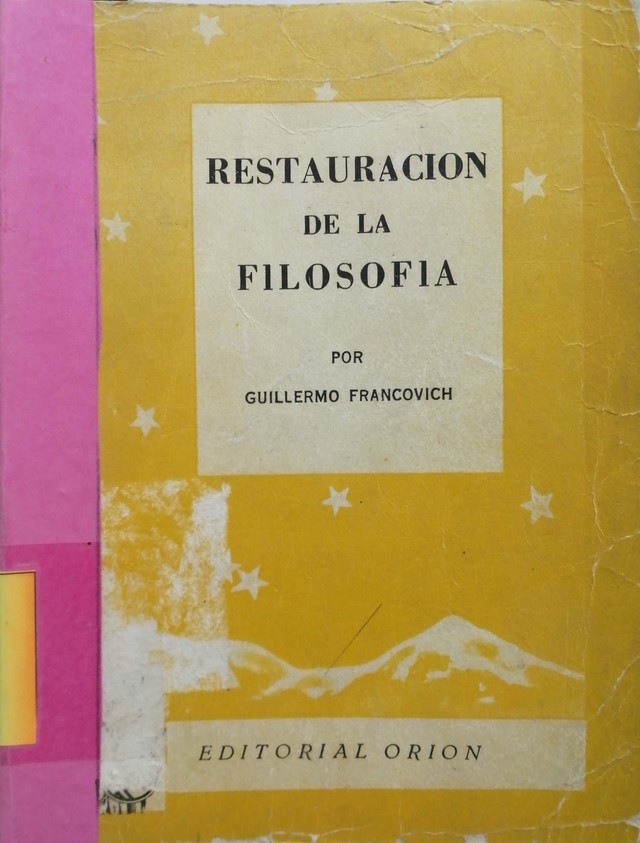 RESTAURACION
DE LA
FILOSOFIA
POR
GUILLERMO FRANCOVICH
EDITORIAL ORION